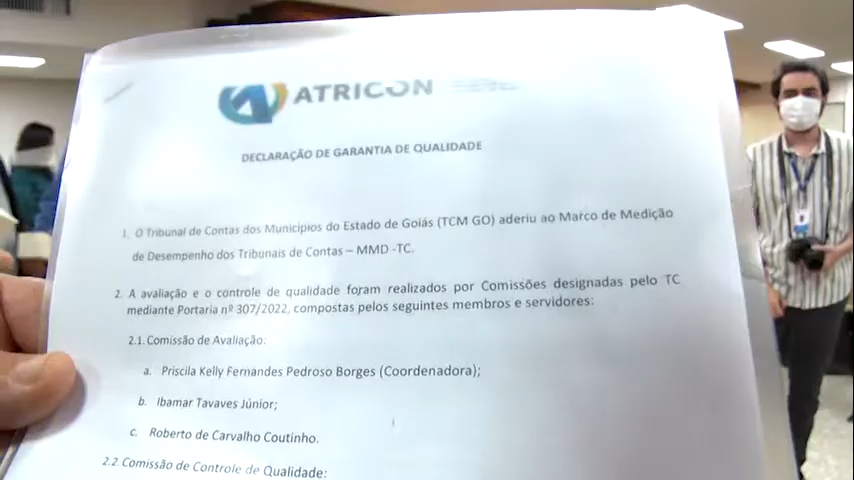 ATRICON
DECLARAÇÃO DE GARANTIA DE QUALIDADE
1. O Tribunal de Contas dos Municípios do Estado de Goiás (TCM GO) aderiu ao Marco de Medição
de Desempenho dos Tribunais de Contas – MMD -TC.
2. A avaliação e o controle de qualidade foram realizados por Comissões designadas pelo TC
mediante Portaria nº 307/2022, compostas pelos seguintes membros e servidores:
2.1. Comissão de Avaliação:
a. Priscila Kelly Fernandes Pedroso Borges (Coordenadora);
b. Ibamar Tavaves Júnior;
c. Roberto de Carvalho Coutinho.
2.2 Comissão de Controle de Qualidade: